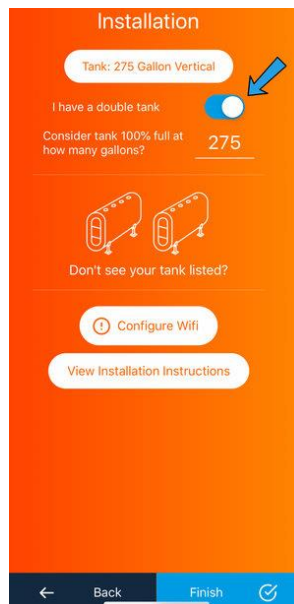 Installation
Tank: 275 Gallon Vertical
I have a double tank
Consider tank 100% full at
how many gallons?
275
Don't see your tank listed?
Configure Wifi
View Installation Instructions
Back
Finish